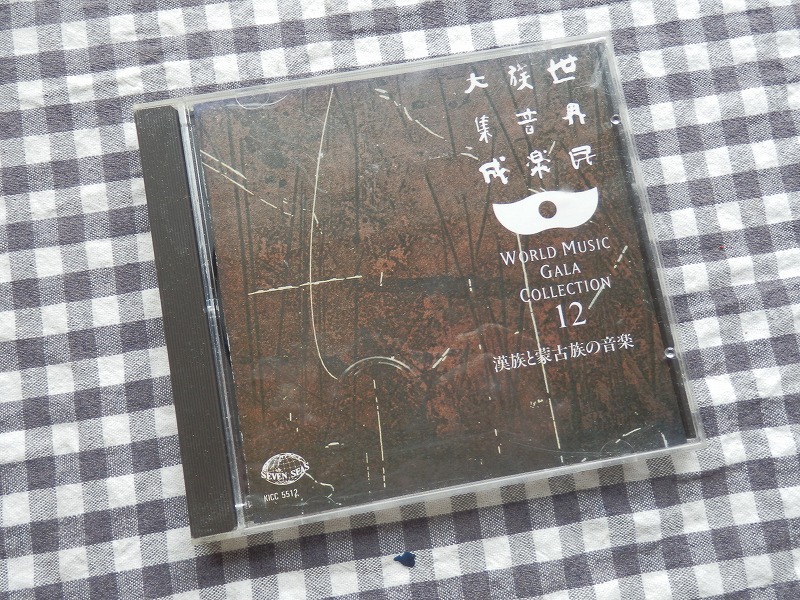 世界民
族音楽
大集成
WORLD MUSIC
GALA
COLLECTION
12
漢族と蒙古族の音楽
SEVEN SEAS
KICC 5512